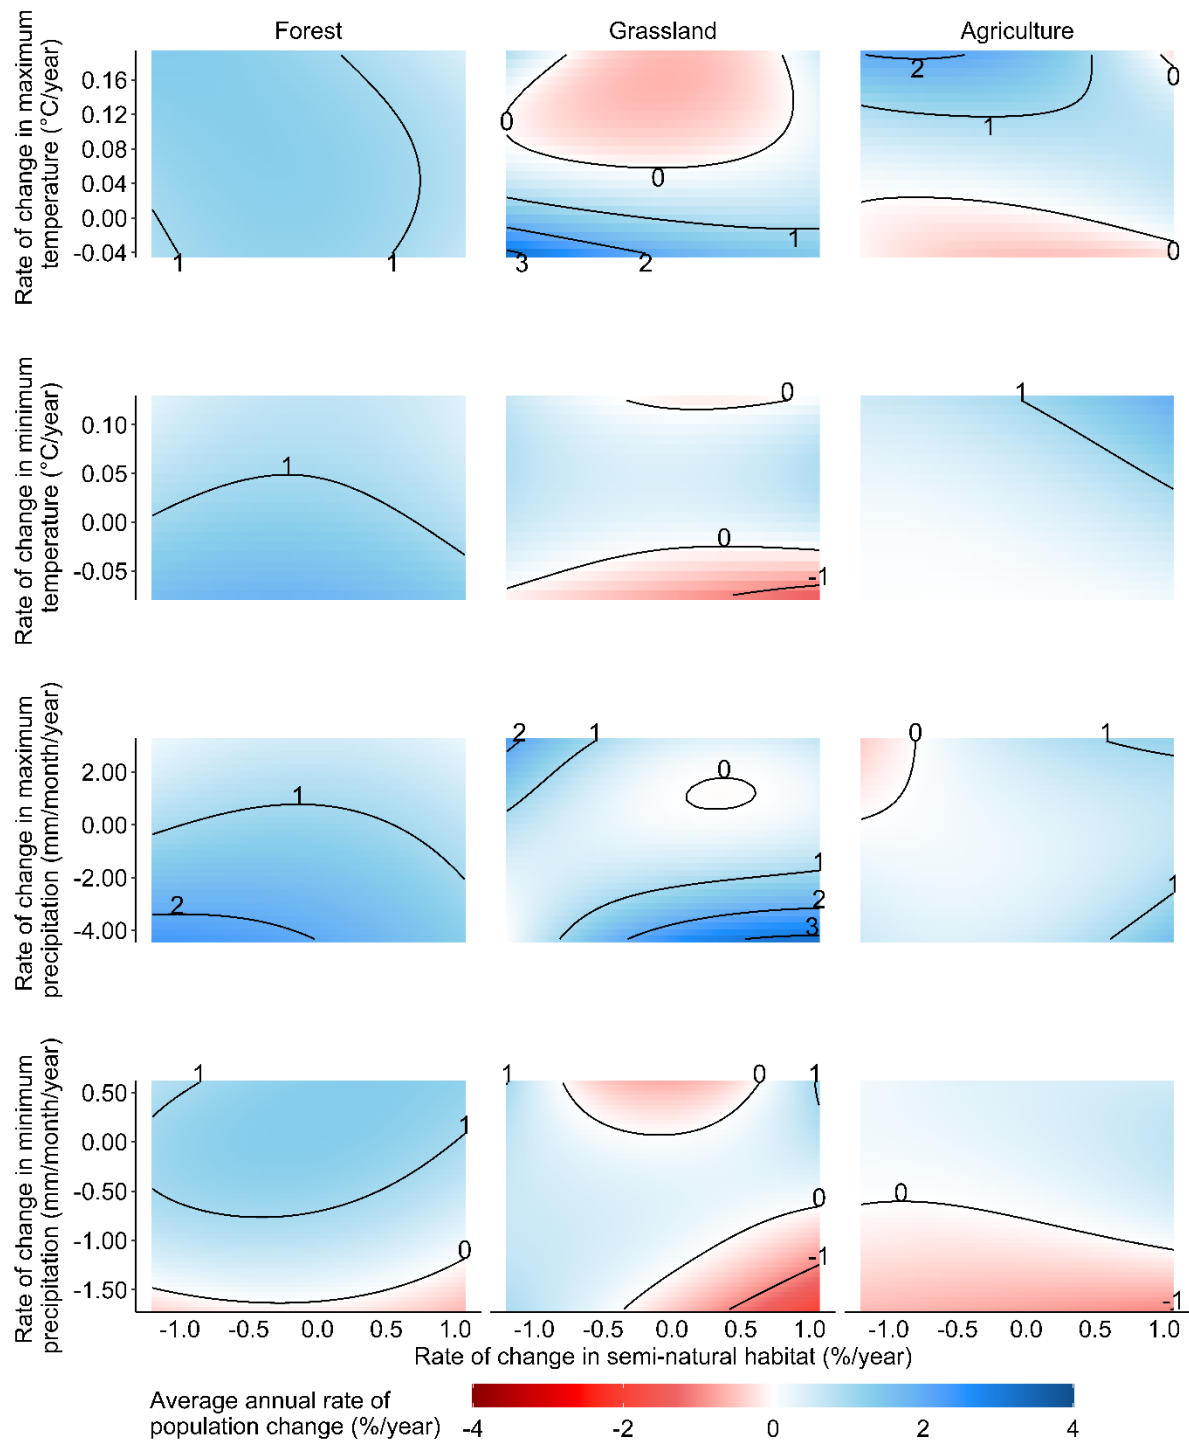 Forest Grassland Agriculture
Rate of change in maximum
temperature (°C/year)
0.16
0.12
0.08
0.04
0.00
-0.04
1 1
0 0 1 2 3
2 1 0 0
Rate of change in minimum
temperature (°C/year)
0.10
0.05
0.00
-0.05
1
0 0 -1
1
Rate of change in maximum
precipitation (mm/month/year)
2.00
0.00
-2.00
-4.00
1 2
2 1 0 1 2 3
0 1 1
Rate of change in minimum
precipitation (mm/month/year)
0.50
0.00
-0.50
-1.00
-1.50
1 1 0
1 0 1 0 -1
0 -1
-1.0 -0.5 0.0 0.5 1.0 -1.0 -0.5 0.0 0.5 1.0 -1.0 -0.5 0.0 0.5 1.0
Rate of change in semi-natural habitat (%/year)
Average annual rate of
population change (%/year)
-4 -2 0 2 4